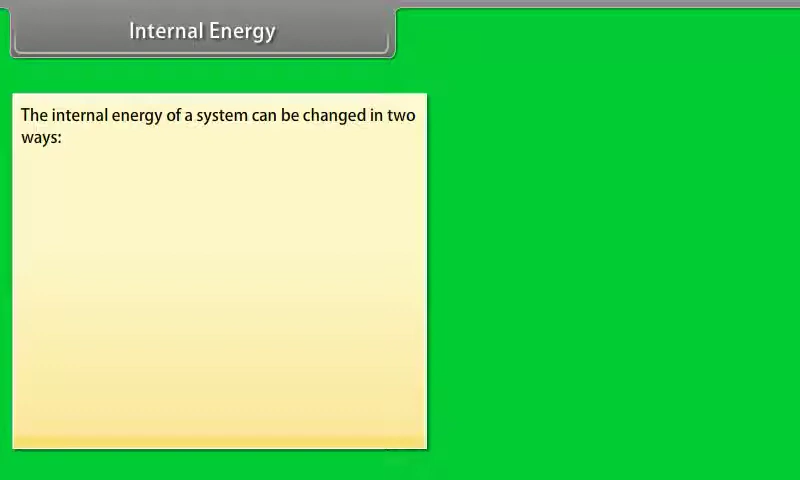 Internal Energy
The internal energy of a system can be changed in two
ways: